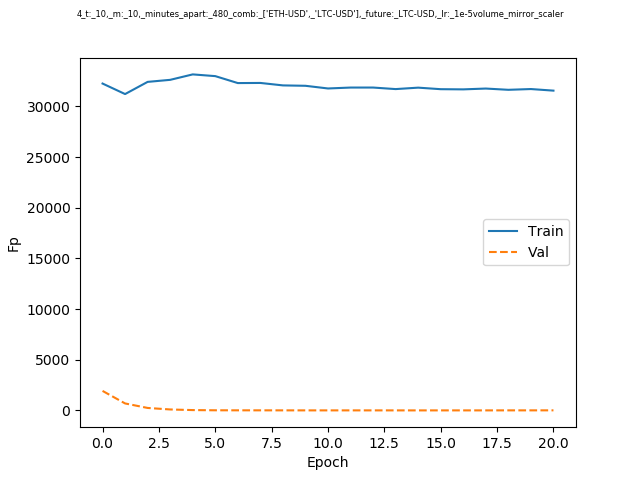 4_t:_10,_m:_10,_minutes_apart:_480_comb:_['ETH-USD',_'LTC-USD'],_future:_LTC-USD,_lr:_1e-5volume_mirror_scaler
30000
25000
20000
15000
10000
5000
0
Fp
Train
Val
0.0 2.5 5.0 7.5 10.0 12.5 15.0 17.5 20.0
Epoch